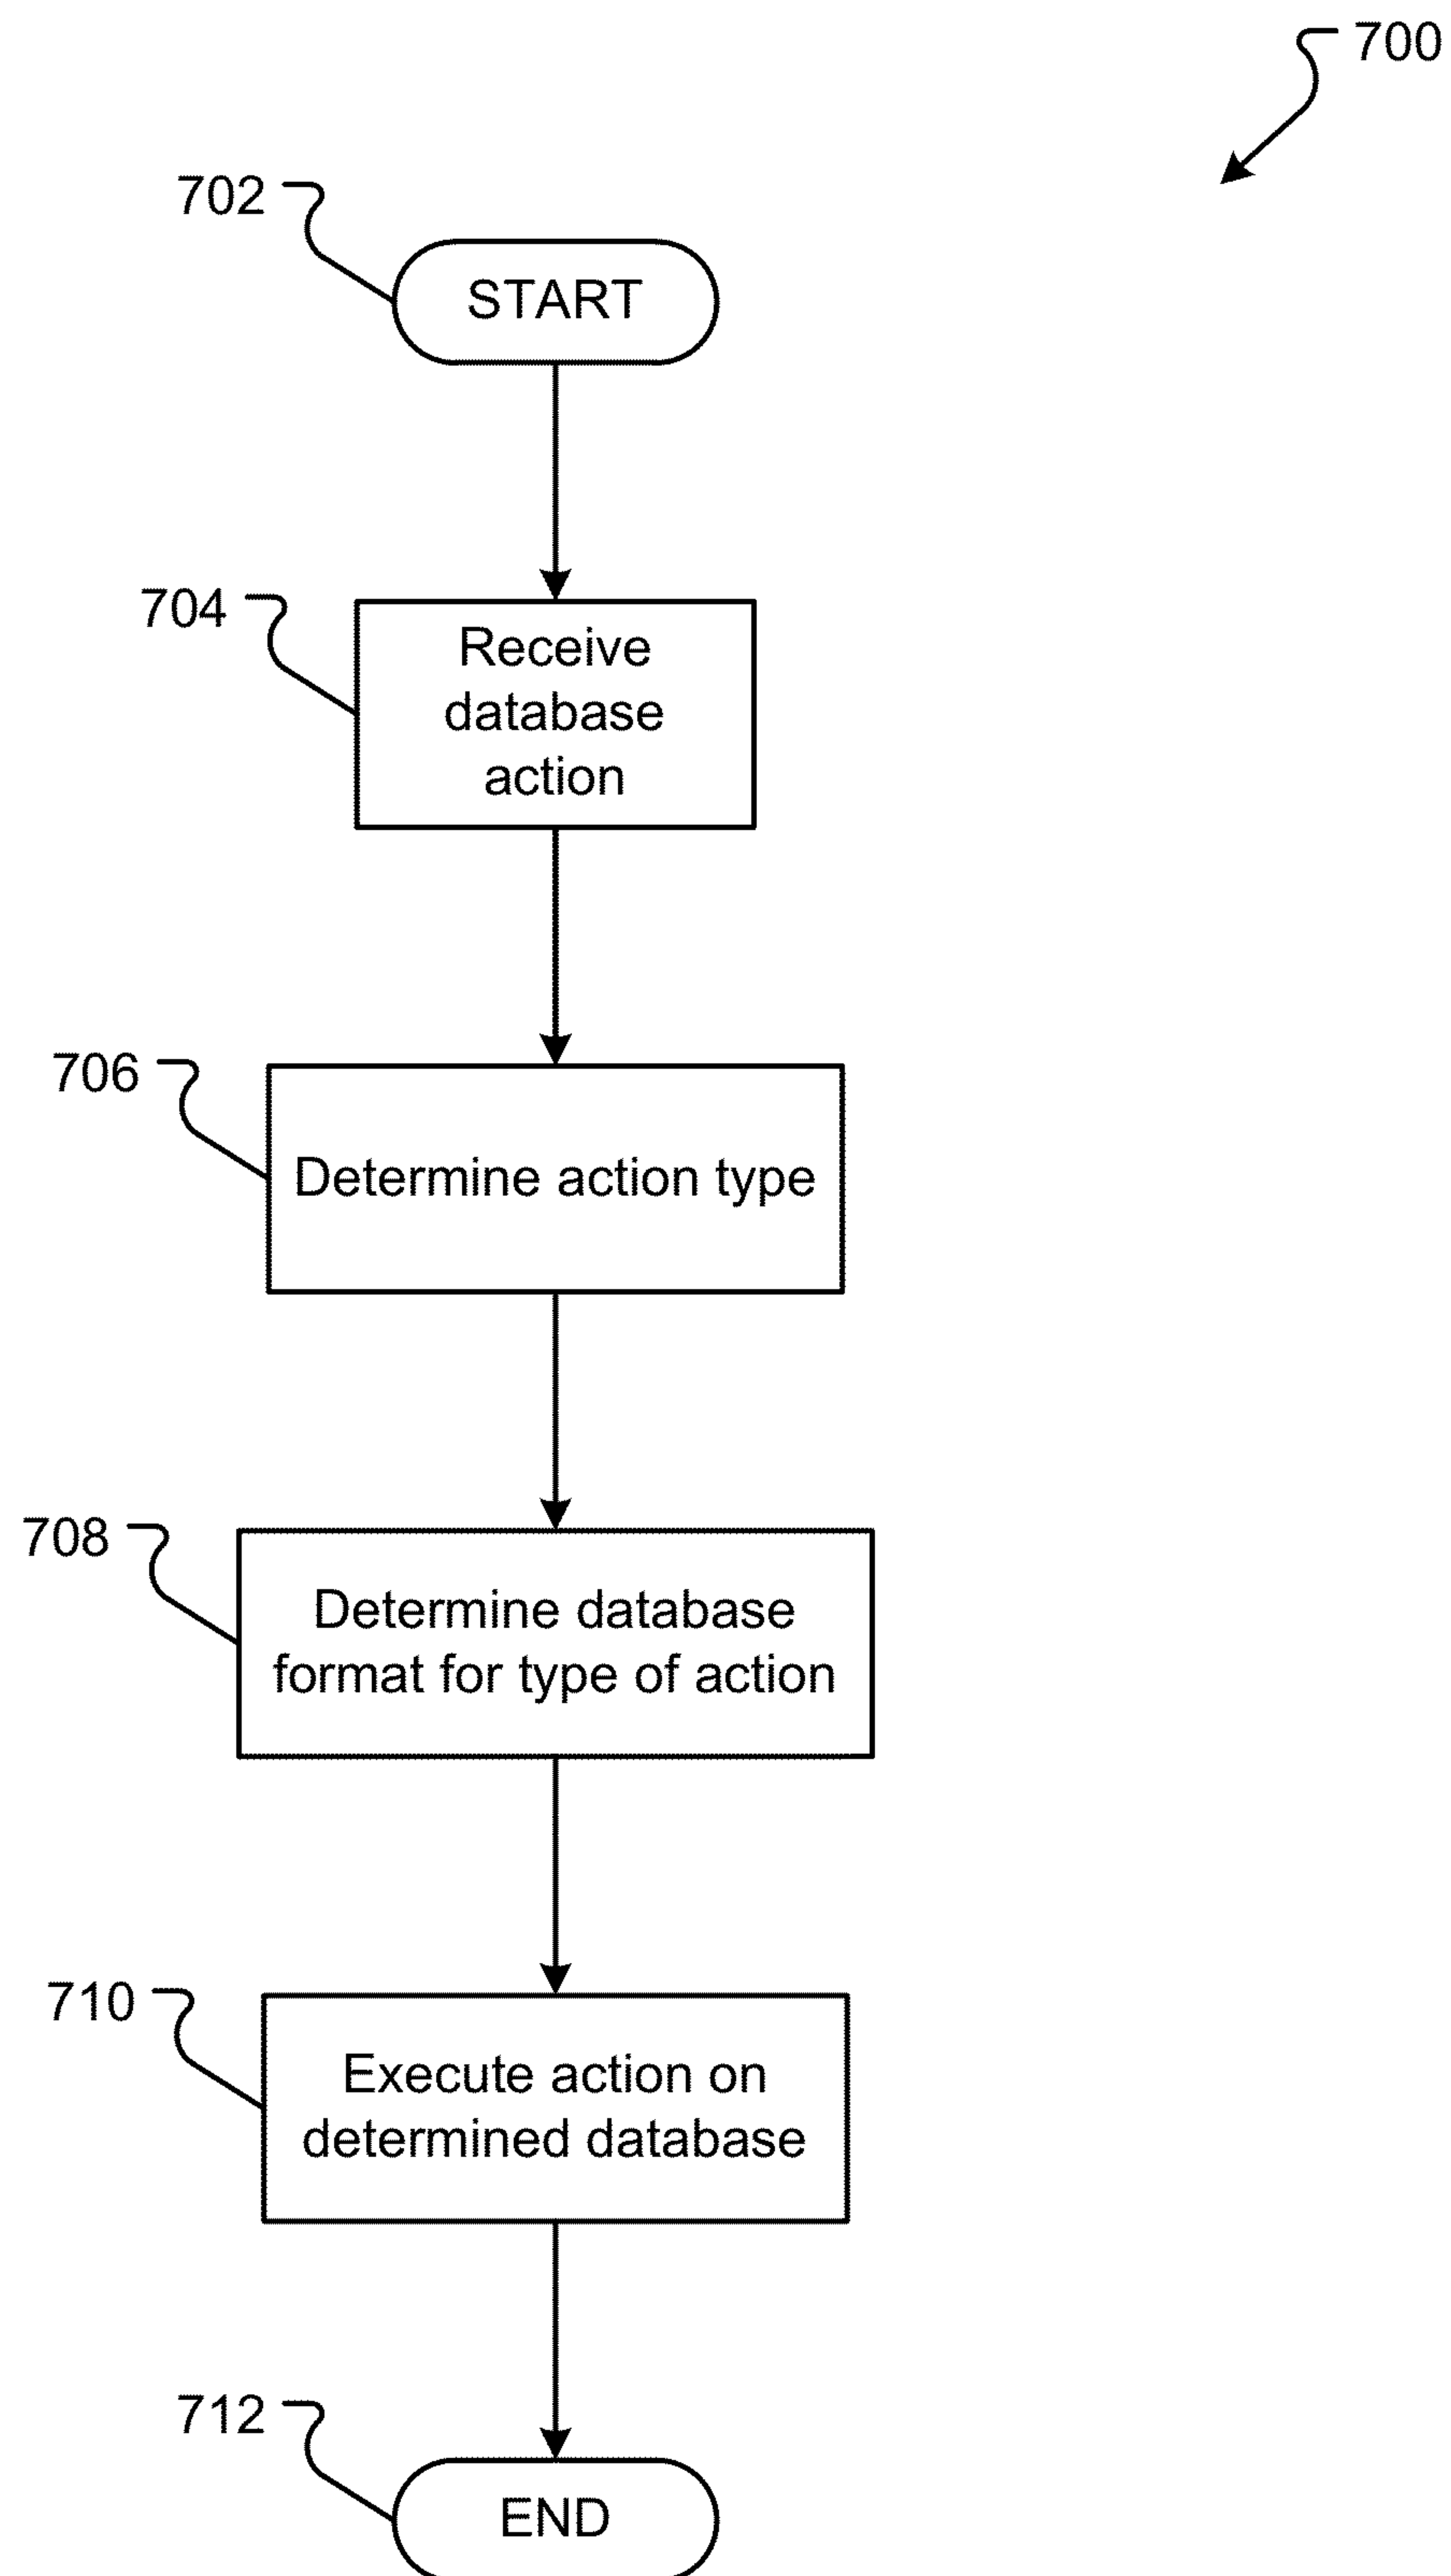 700
702
START
704
Receive
database
action
706
Determine action type
708
Determine database
format for type of action
710
Execute action on
determined database
712
END